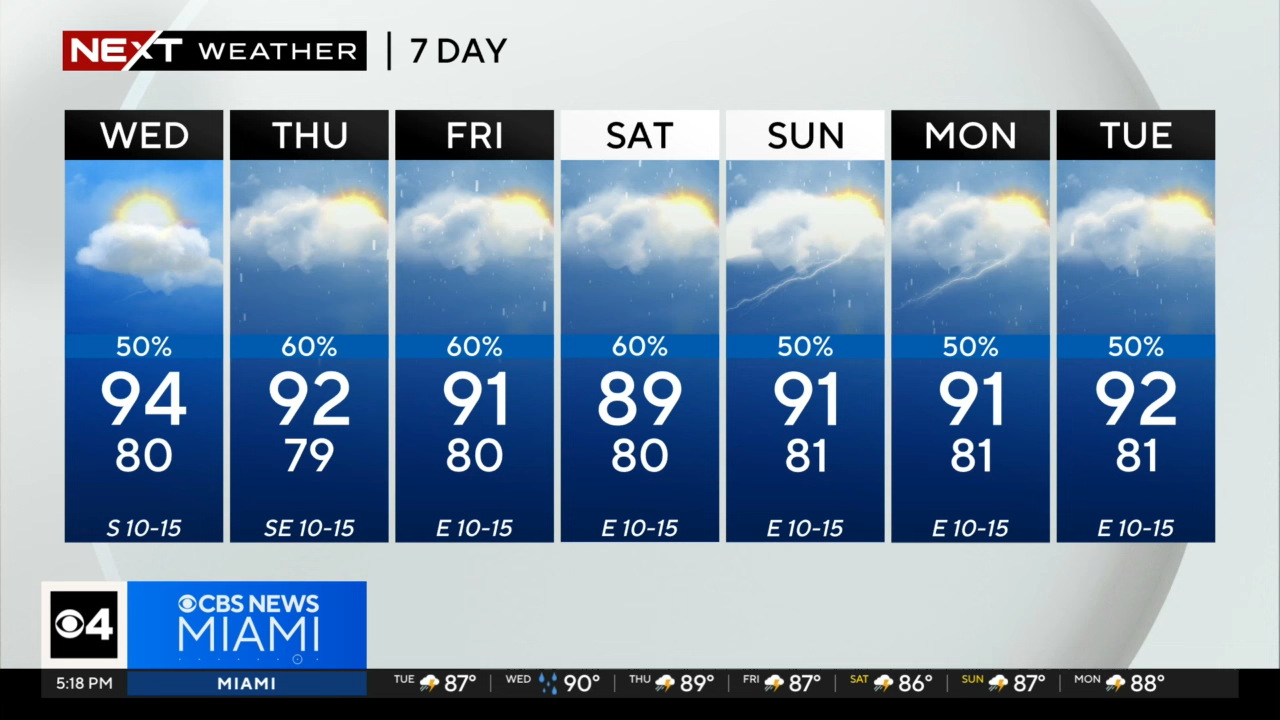 NEXT WEATHER | 7 DAY
WED THU FRI SAT SUN MON TUE
50% 60% 60% 60% 50% 50% 50%
94 92 91 89 91 91 92
80 79 80 80 81 81 81
S 10-15 SE 10-15 E 10-15 E 10-15 E 10-15 E 10-15 E 10-15
4
CBS NEWS
MIAMI
5:18 PM MIAMI TUE 87° | WED 90° | THU 89° | FRI 87° | SAT 86° | SUN 87° | MON 88°